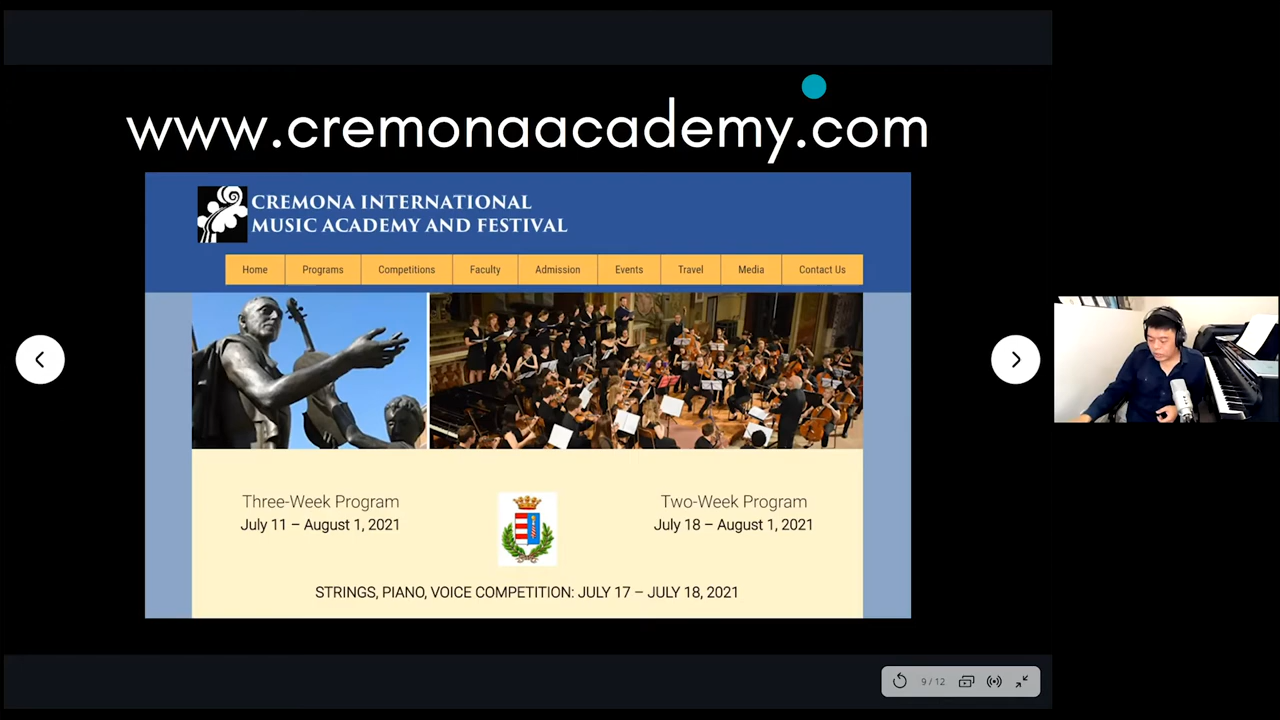 www.cremonaacademy.com
CREMONA INTERNATIONAL
MUSIC ACADEMY AND FESTIVAL
Home Programs Competitions Faculty Admission Events Travel Media Contact Us
Three-Week Program
July 11 – August 1, 2021
Two-Week Program
July 18 – August 1, 2021
STRINGS, PIANO, VOICE COMPETITION: JULY 17 – JULY 18, 2021
9 / 12